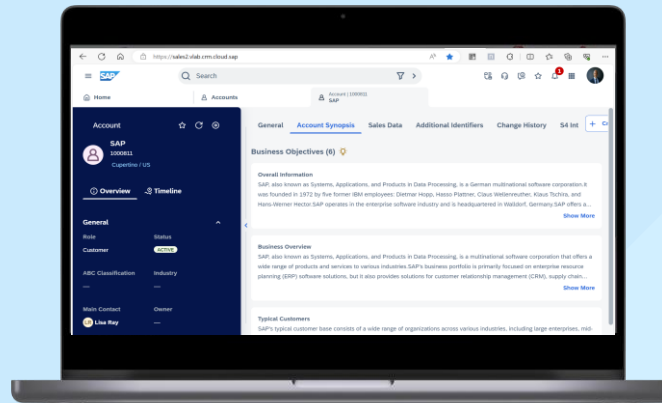 https://sales2.vlab.crm.cloud.sap
SAP
Search
Home
Accounts
Account | 1000811
SAP
Account
SAP
1000811
Cupertino / US
Overview
Timeline
General
Role
Status
Customer
ACTIVE
ABC Classification
Industry
—
—
Main Contact
Owner
LR Lisa Ray
—
General Account Synopsis Sales Data Additional Identifiers Change History S4 Int
Business Objectives (6)
Overall Information
SAP, also known as Systems, Applications, and Products in Data Processing, is a German multinational software corporation.It
was founded in 1972 by five former IBM employees: Dietmar Hopp, Hasso Plattner, Claus Wellenreuther, Klaus Tschira, and
Hans-Werner Hector.SAP operates in the enterprise software industry and is headquartered in Walldorf, Germany.SAP offers a...
Show More
Business Overview
SAP, also known as Systems, Applications, and Products in Data Processing, is a multinational software corporation that offers a
wide range of products and services to various industries.SAP's business portfolio is primarily focused on enterprise resource
planning (ERP) software solutions, but it also provides solutions for customer relationship management (CRM), supply chain...
Show More
Typical Customers
SAP's typical customer base consists of a wide range of organizations across various industries, including large enterprises, mid-